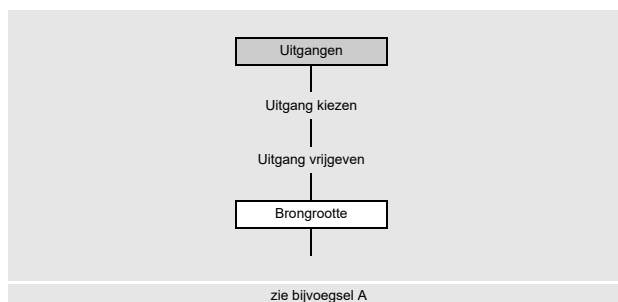 Uitgangen
Uitgang kiezen
Uitgang vrijgeven
Brongrootte
zie bijvoegsel A